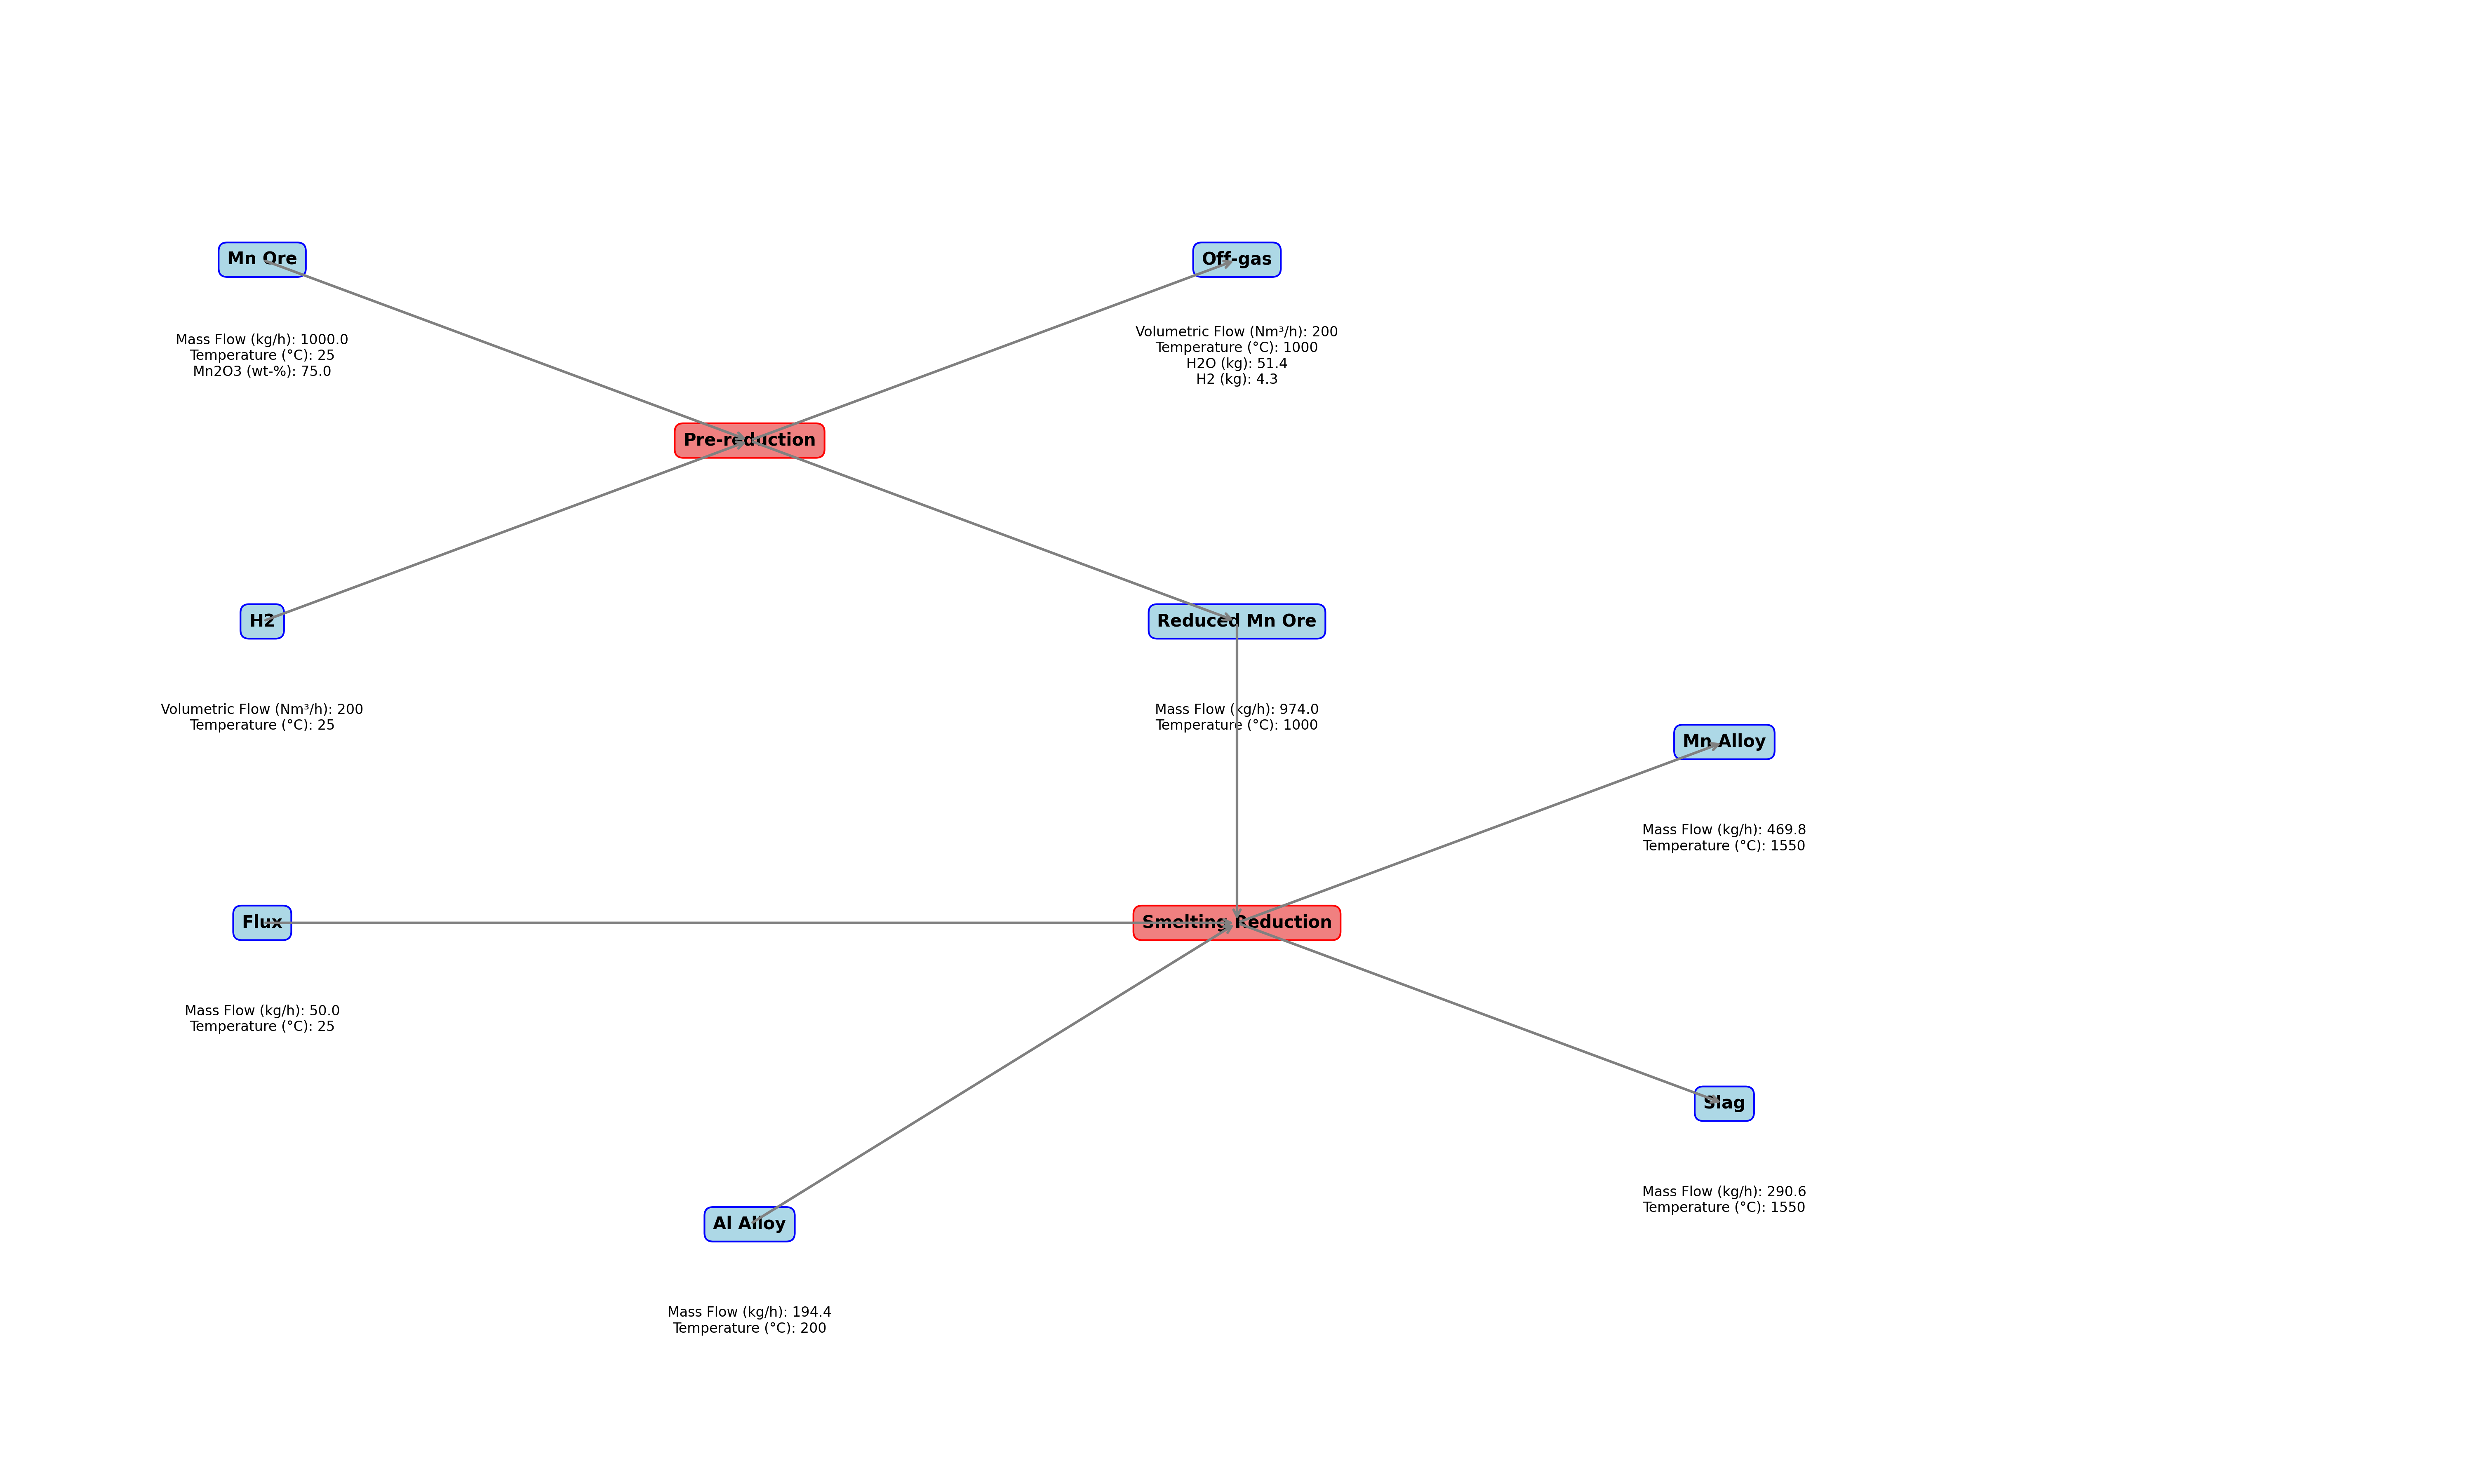 Mn Ore
Mass Flow (kg/h): 1000.0
Temperature (°C): 25
Mn2O3 (wt-%): 75.0
Off-gas
Volumetric Flow (Nm³/h): 200
Temperature (°C): 1000
H2O (kg): 51.4
H2 (kg): 4.3
Pre-reduction
H2
Volumetric Flow (Nm³/h): 200
Temperature (°C): 25
Reduced Mn Ore
Mass Flow (kg/h): 974.0
Temperature (°C): 1000
Mn Alloy
Mass Flow (kg/h): 469.8
Temperature (°C): 1550
Flux
Mass Flow (kg/h): 50.0
Temperature (°C): 25
Smelting Reduction
Slag
Mass Flow (kg/h): 290.6
Temperature (°C): 1550
Al Alloy
Mass Flow (kg/h): 194.4
Temperature (°C): 200